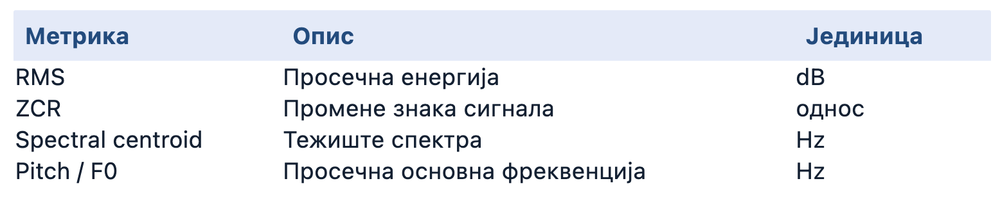 Метрика Опис Јединица
RMS Просечна енергија dB
ZCR Промене знака сигнала однос
Spectral centroid Тежиште спектра Hz
Pitch / F0 Просечна основна фреквенција Hz